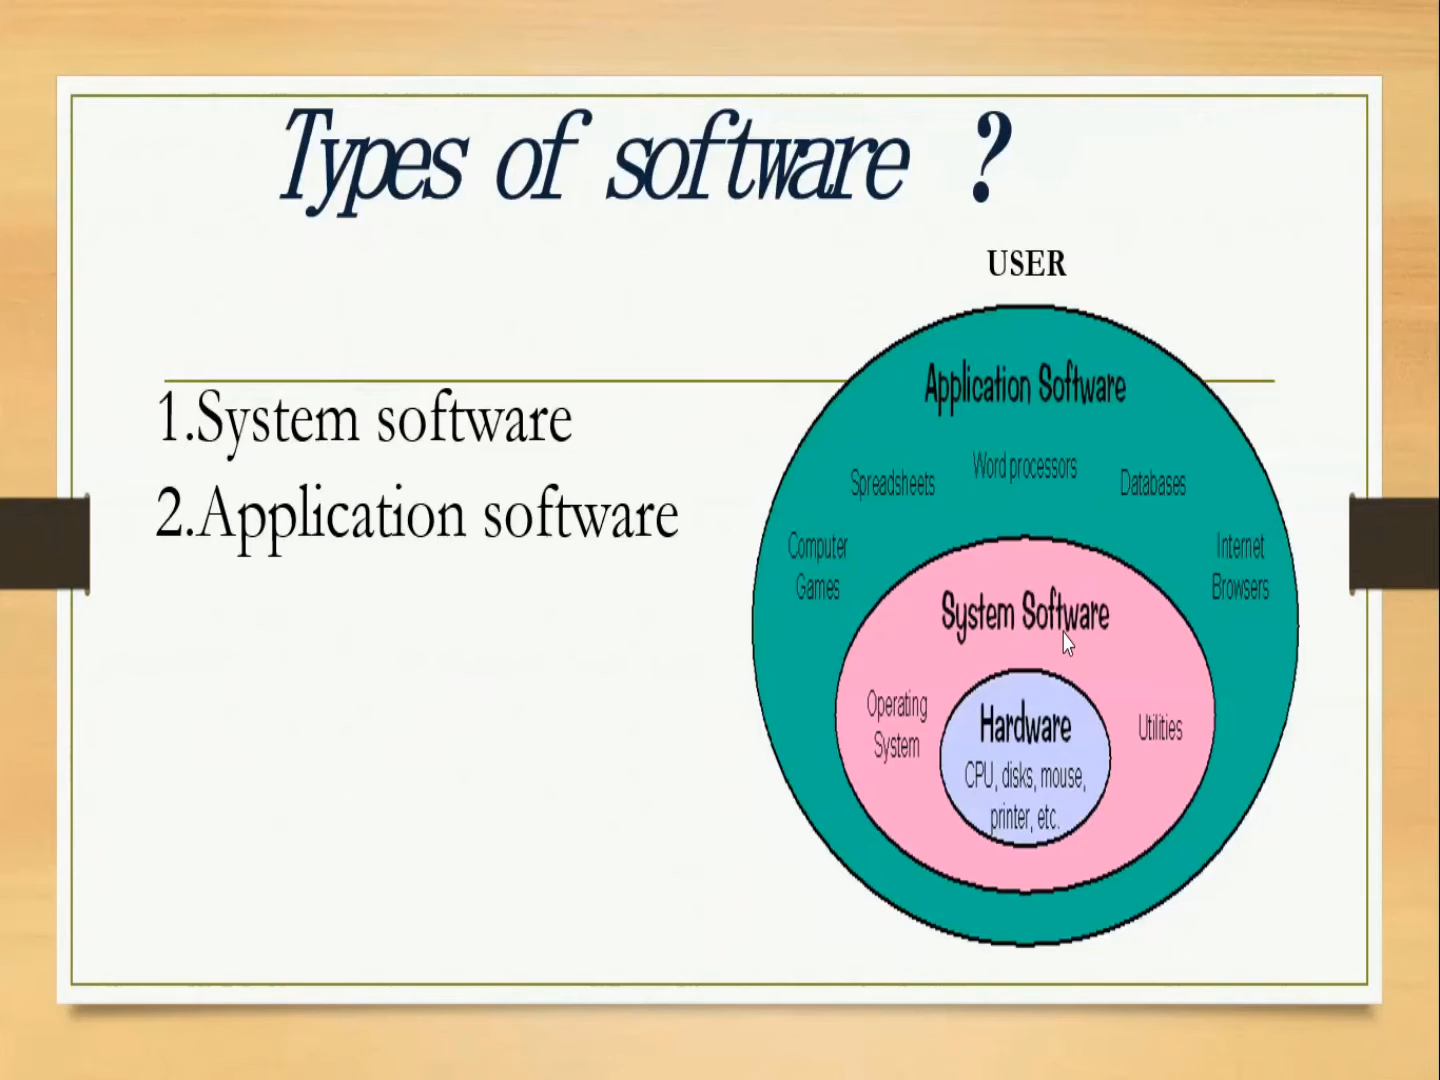 Types of software ?
1.System software
2.Application software
USER
Application Software
Spreadsheets
Word processors
Databases
Computer
Games
Internet
Browsers
System Software
Operating
System
Utilities
Hardware
CPU, disks, mouse,
printer, etc.